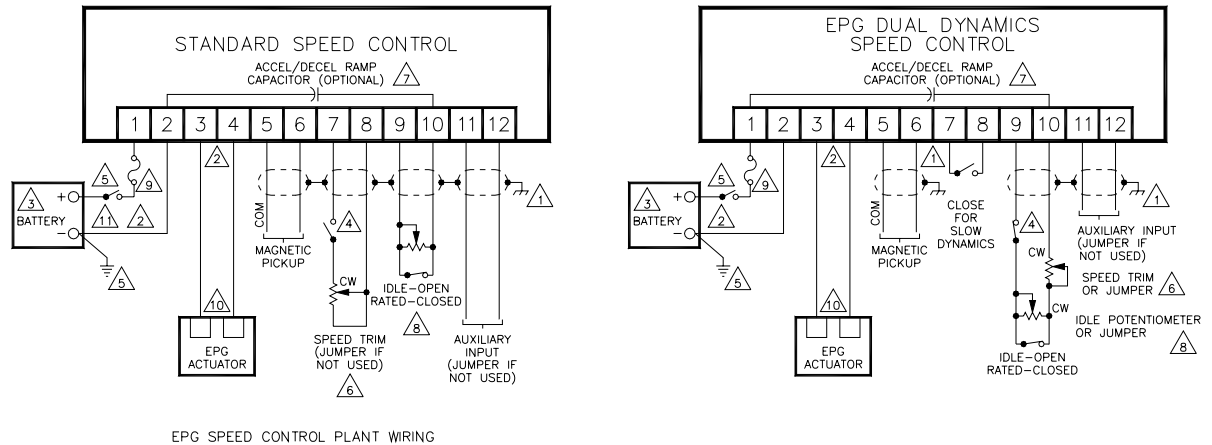 STANDARD SPEED CONTROL
ACCEL/DECEL RAMP
CAPACITOR (OPTIONAL) 7
1 2 3 4 5 6 7 8 9 10 11 12
2
5
9
3
BATTERY
+
-
11 2
5
1
COM
MAGNETIC
PICKUP
4
CW
IDLE-OPEN
RATED-CLOSED
8
10
EPG
ACTUATOR
SPEED TRIM
(JUMPER IF
NOT USED)
6
AUXILIARY
INPUT
(JUMPER IF
NOT USED)
EPG SPEED CONTROL PLANT WIRING
EPG DUAL DYNAMICS
SPEED CONTROL
ACCEL/DECEL RAMP
CAPACITOR (OPTIONAL) 7
1 2 3 4 5 6 7 8 9 10 11 12
2
1
5
9
3
BATTERY
+
-
2
5
1
COM
MAGNETIC
PICKUP
CLOSE
FOR
SLOW
DYNAMICS
4
AUXILIARY INPUT
(JUMPER IF
NOT USED)
CW
SPEED TRIM
OR JUMPER 6
CW
IDLE POTENTIOMETER
OR JUMPER
8
IDLE-OPEN
RATED-CLOSED
10
EPG
ACTUATOR